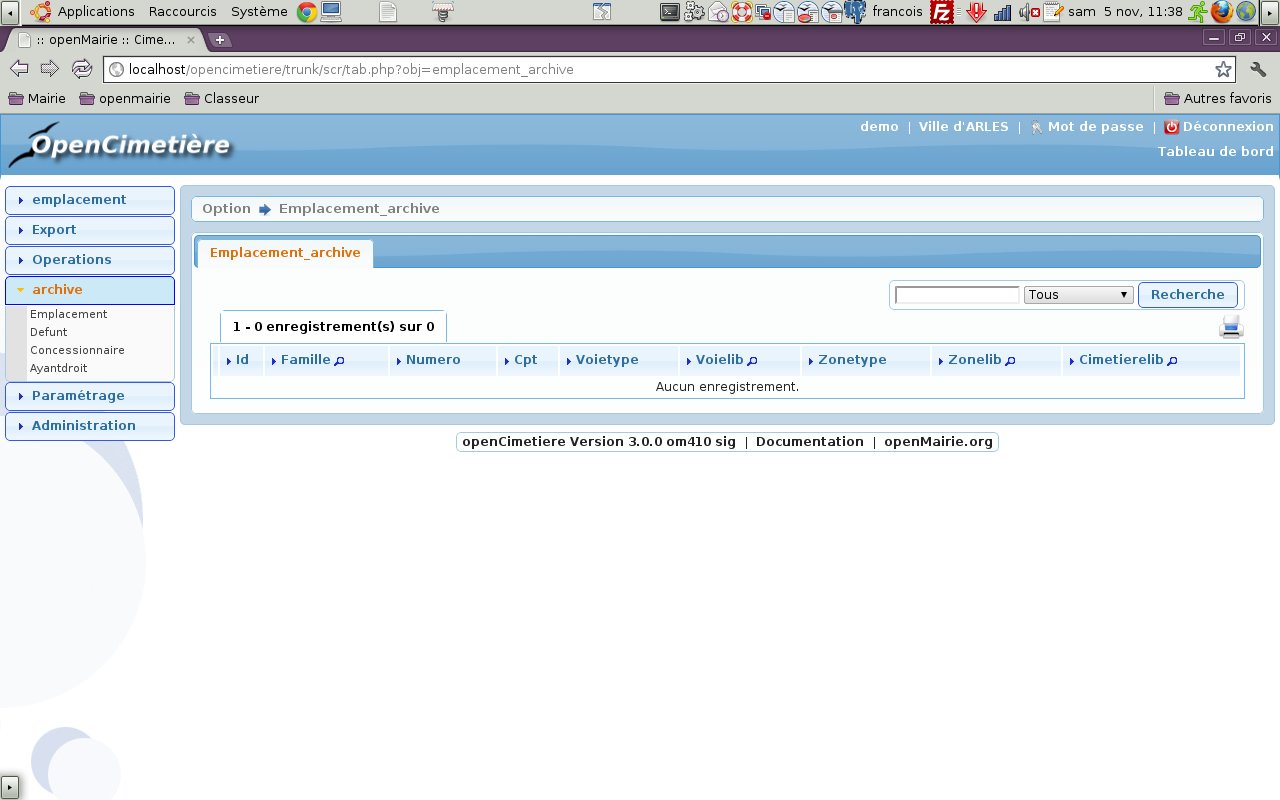 Applications Raccourcis Système francois sam 5 nov, 11:38
:: openMairie :: Cime...
localhost/opencimetiere/trunk/scr/tab.php?obj=emplacement_archive
Mairie openmairie Classeur Autres favoris
OpenCimetière
demo | Ville d'ARLES | Mot de passe | Déconnexion
Tableau de bord
emplacement
Export
Operations
archive
Emplacement
Defunt
Concessionnaire
Ayantdroit
Paramétrage
Administration
Option Emplacement_archive
Emplacement_archive
Tous Recherche
1 - 0 enregistrement(s) sur 0
Id Famille Numero Cpt Voietype Voielib Zonetype Zonelib Cimetierelib
Aucun enregistrement.
openCimetiere Version 3.0.0 om410 sig | Documentation | openMairie.org